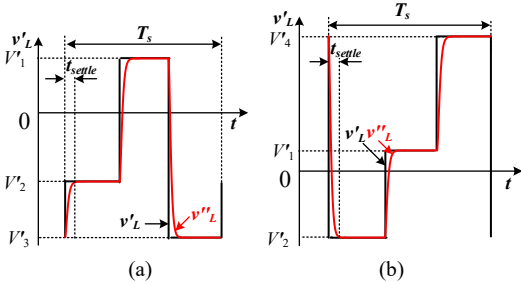 v'L
Ts
V'1
tsettle
0
t
V'2
V'3
v'L
v''L
(a)
v'L
Ts
V'4
tsettle
v'L v''L
V'1
0
t
V'2
(b)